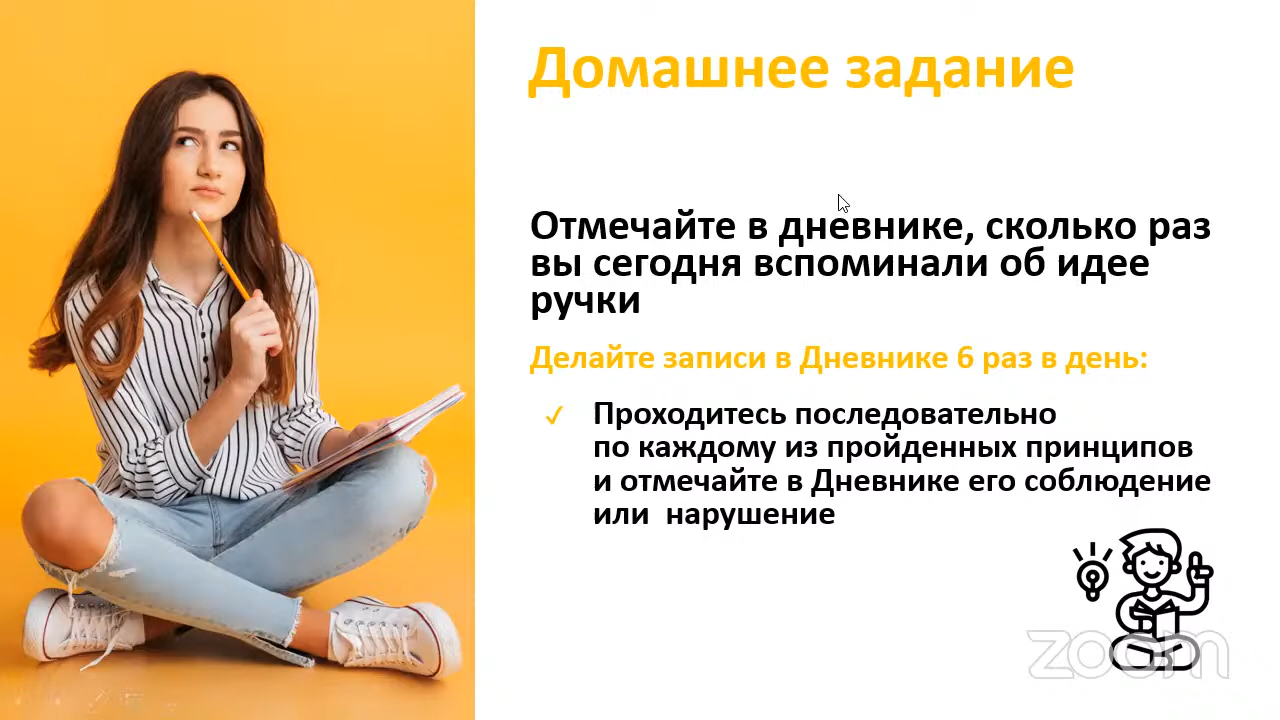 Домашнее задание
Отмечайте в дневнике, сколько раз
вы сегодня вспоминали об идее
ручки
Делайте записи в Дневнике 6 раз в день:
✓ Проходитесь последовательно
по каждому из пройденных принципов
и отмечайте в Дневнике его соблюдение
или нарушение
zoom